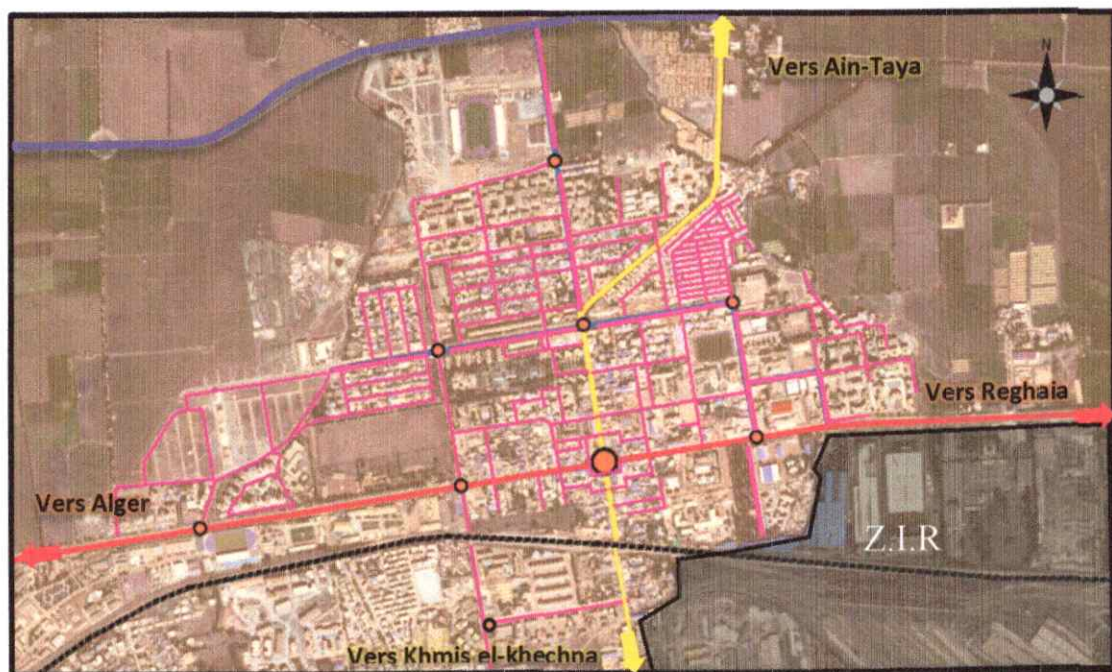 N
Vers Ain-Taya
Vers Reghaia
Vers Alger
Z.I.R
Vers Khmis el-khechna